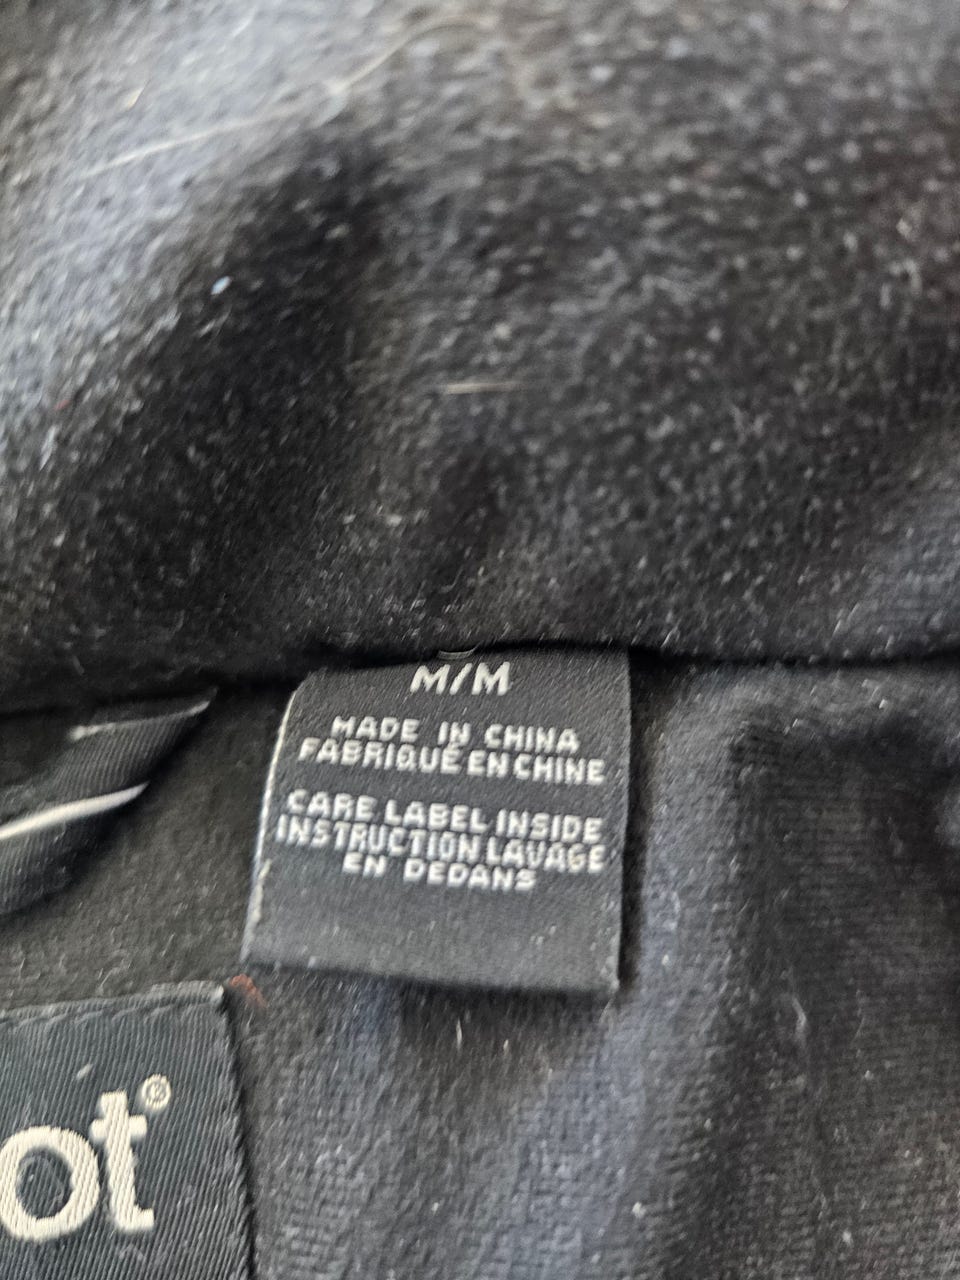 M/M
MADE IN CHINA
FABRIQUÉ EN CHINE
CARE LABEL INSIDE
INSTRUCTION LAVAGE
EN DEDANS
ot®